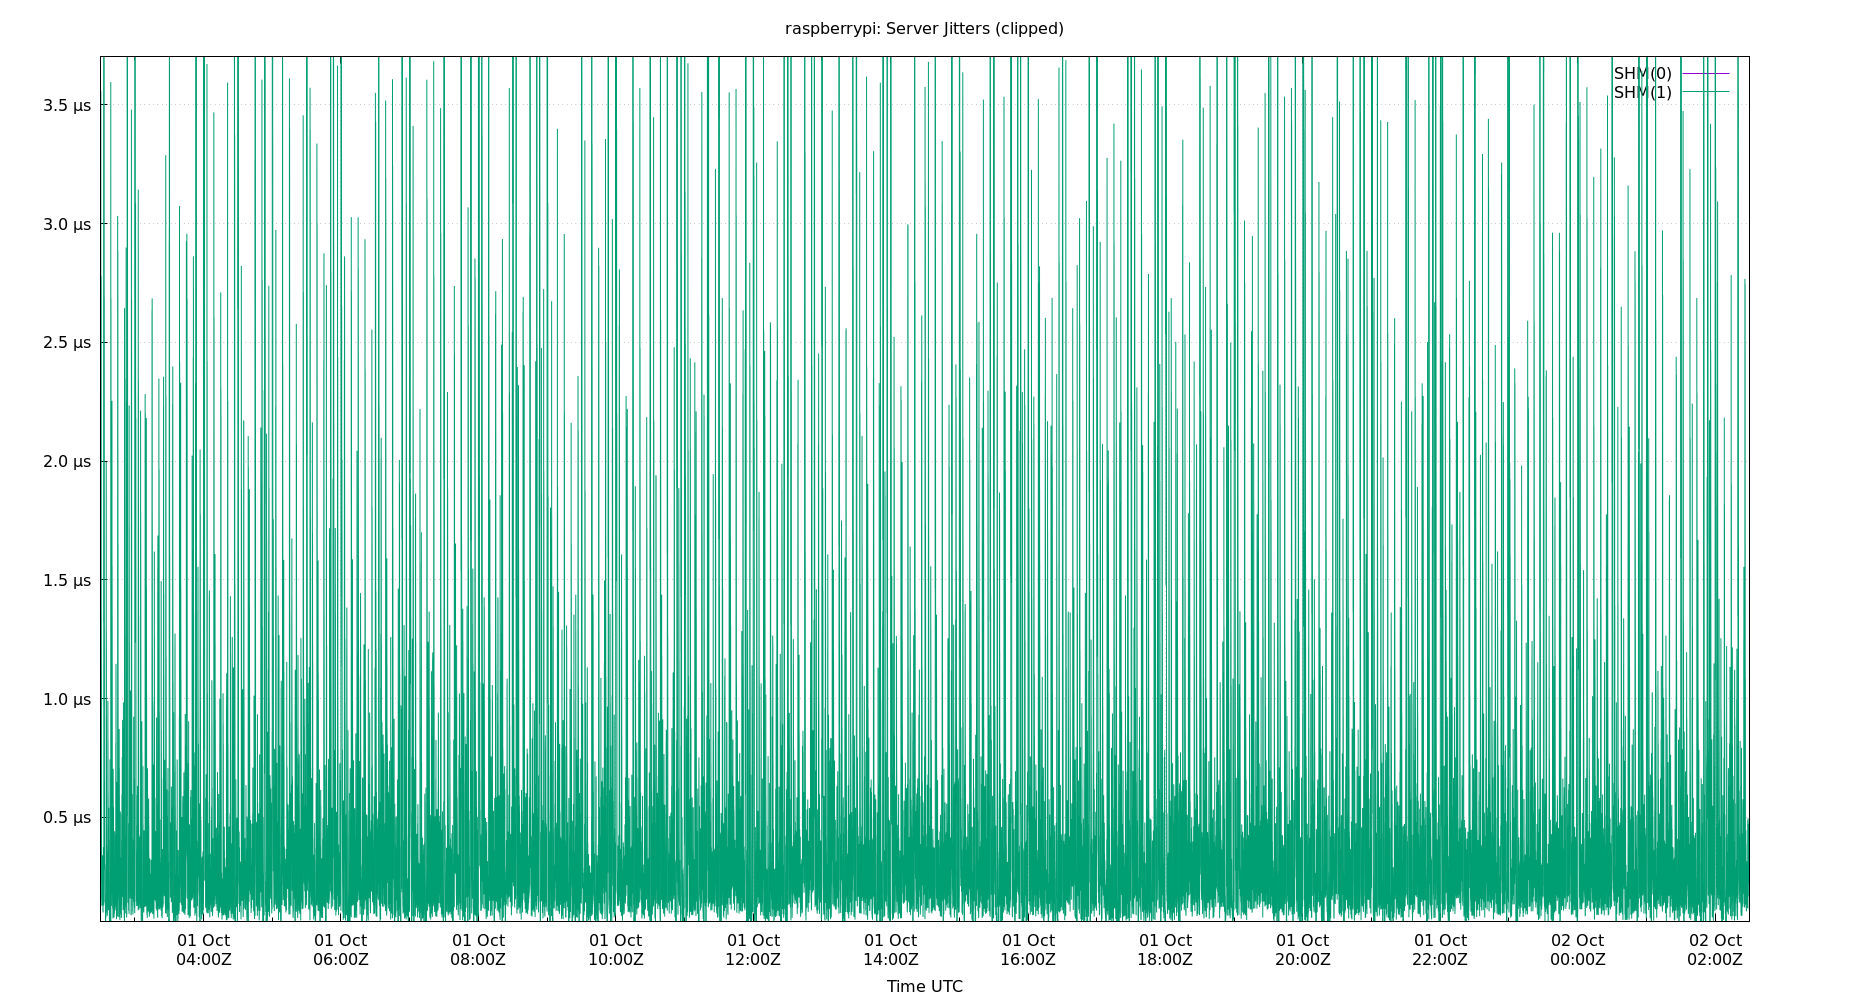 raspberrypi: Server Jitters (clipped)
SHM(0)
SHM(1)
3.5 µs
3.0 µs
2.5 µs
2.0 µs
1.5 µs
1.0 µs
0.5 µs
01 Oct 01 Oct 01 Oct 01 Oct 01 Oct 01 Oct 01 Oct 01 Oct 01 Oct 01 Oct 02 Oct 02 Oct
04:00Z 06:00Z 08:00Z 10:00Z 12:00Z 14:00Z 16:00Z 18:00Z 20:00Z 22:00Z 00:00Z 02:00Z
Time UTC